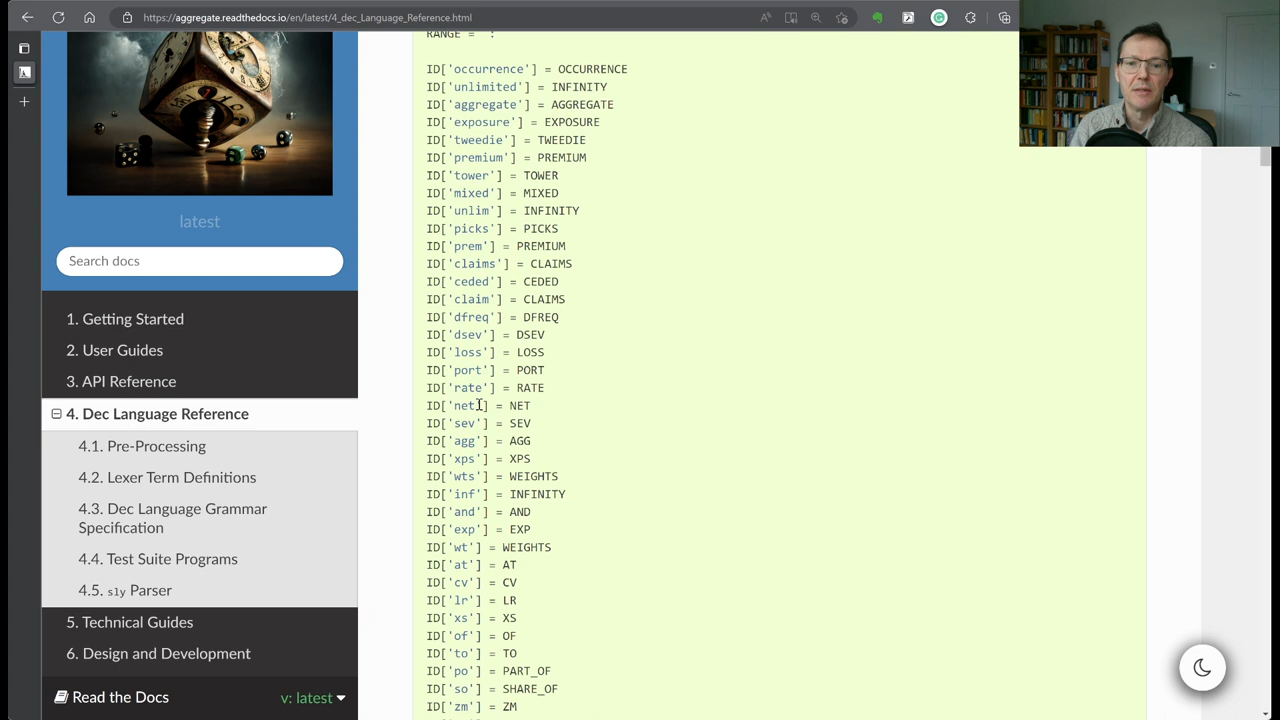 https://aggregate.readthedocs.io/en/latest/4_dec_Language_Reference.html
latest
Search docs
1. Getting Started
2. User Guides
3. API Reference
4. Dec Language Reference
4.1. Pre-Processing
4.2. Lexer Term Definitions
4.3. Dec Language Grammar
Specification
4.4. Test Suite Programs
4.5. sly Parser
5. Technical Guides
6. Design and Development
Read the Docs
v: latest
RANGE = ':'
ID['occurrence'] = OCCURRENCE
ID['unlimited'] = INFINITY
ID['aggregate'] = AGGREGATE
ID['exposure'] = EXPOSURE
ID['tweedie'] = TWEEDIE
ID['premium'] = PREMIUM
ID['tower'] = TOWER
ID['mixed'] = MIXED
ID['unlim'] = INFINITY
ID['picks'] = PICKS
ID['prem'] = PREMIUM
ID['claims'] = CLAIMS
ID['ceded'] = CEDED
ID['claim'] = CLAIMS
ID['dfreq'] = DFREQ
ID['dsev'] = DSEV
ID['loss'] = LOSS
ID['port'] = PORT
ID['rate'] = RATE
ID['net'] = NET
ID['sev'] = SEV
ID['agg'] = AGG
ID['xps'] = XPS
ID['wts'] = WEIGHTS
ID['inf'] = INFINITY
ID['and'] = AND
ID['exp'] = EXP
ID['wt'] = WEIGHTS
ID['at'] = AT
ID['cv'] = CV
ID['lr'] = LR
ID['xs'] = XS
ID['of'] = OF
ID['to'] = TO
ID['po'] = PART_OF
ID['so'] = SHARE_OF
ID['zm'] = ZM